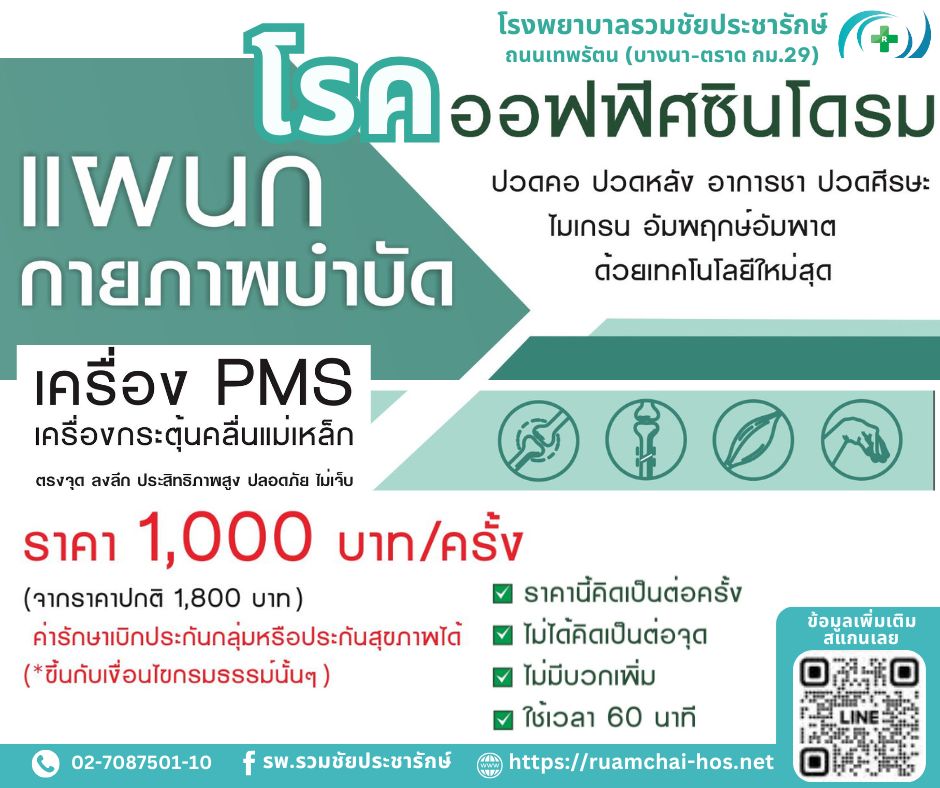 โรงพยาบาลรวมชัยประชารักษ์
ถนนเทพรัตน (บางนา-ตราด กม.29)
R
โรคออฟฟิศซินโดรม
แผนก
กายภาพบำบัด
ปวดคอ ปวดหลัง อาการชา ปวดศีรษะ
ไมเกรน อัมพฤกษ์อัมพาต
ด้วยเทคโนโลยีใหม่สุด
เครื่อง PMS
เครื่องกระตุ้นคลื่นแม่เหล็ก
ตรงจุด ลงลึก ประสิทธิภาพสูง ปลอดภัย ไม่เจ็บ
ราคา 1,000 บาท/ครั้ง
(จากราคาปกติ 1,800 บาท)
ค่ารักษาเบิกประกันกลุ่มหรือประกันสุขภาพได้
(*ขึ้นกับเงื่อนไขกรมธรรม์นั้นๆ)
ราคานี้คิดเป็นต่อครั้ง
ไม่ได้คิดเป็นต่อจุด
ไม่มีบวกเพิ่ม
ใช้เวลา 60 นาที
ข้อมูลเพิ่มเติม
สแกนเลย
LINE
02-7087501-10
รพ.รวมชัยประชารักษ์
www
https://ruamchai-hos.net